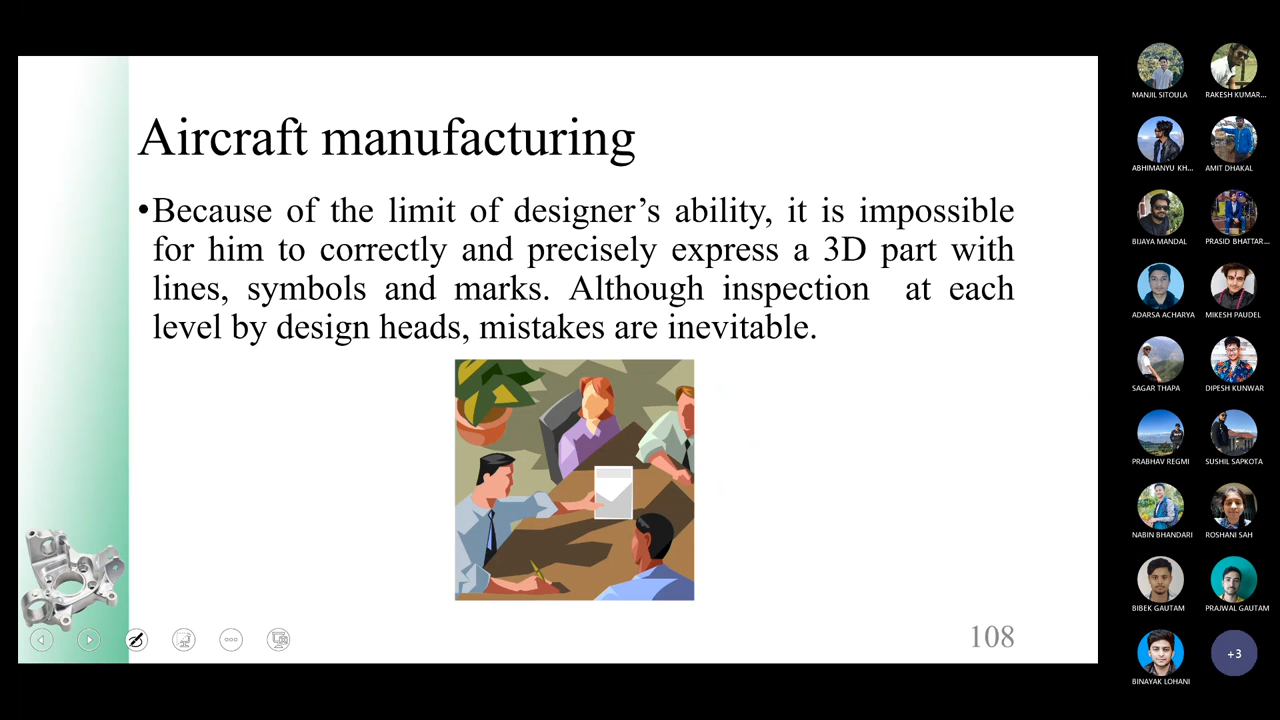 Aircraft manufacturing
•Because of the limit of designer’s ability, it is impossible
for him to correctly and precisely express a 3D part with
lines, symbols and marks. Although inspection at each
level by design heads, mistakes are inevitable.
108
MANJIL SITOULA
RAKESH KUMAR...
ABHIMANYU KH...
AMIT DHAKAL
BIJAYA MANDAL
PRASID BHATTAR...
ADARSA ACHARYA
MIKESH PAUDEL
SAGAR THAPA
DIPESH KUNWAR
PRABHAV REGMI
SUSHIL SAPKOTA
NABIN BHANDARI
ROSHANI SAH
BIBEK GAUTAM
PRAJWAL GAUTAM
BINAYAK LOHANI
+3